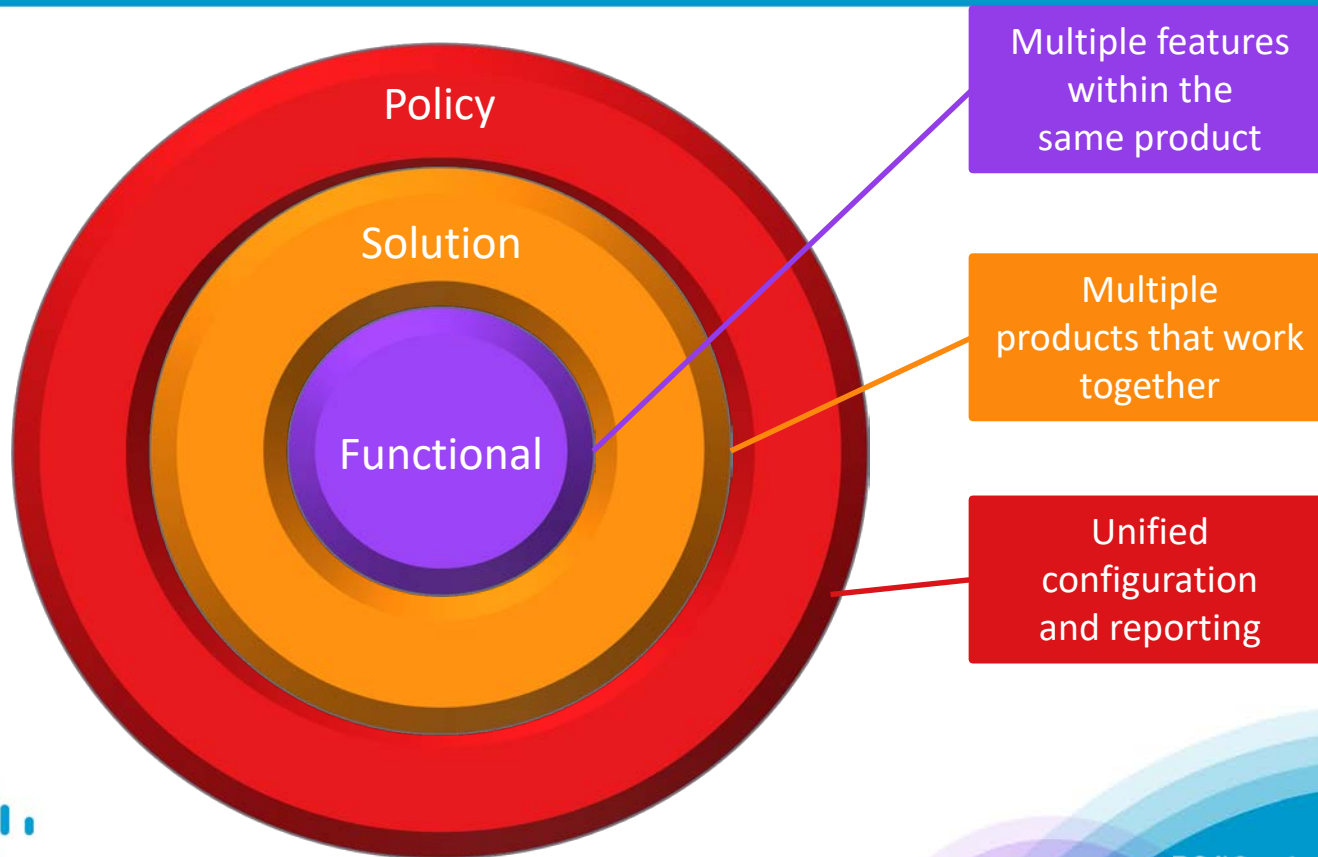 Policy
Solution
Functional
Multiple features
within the
same product
Multiple
products that work
together
Unified
configuration
and reporting